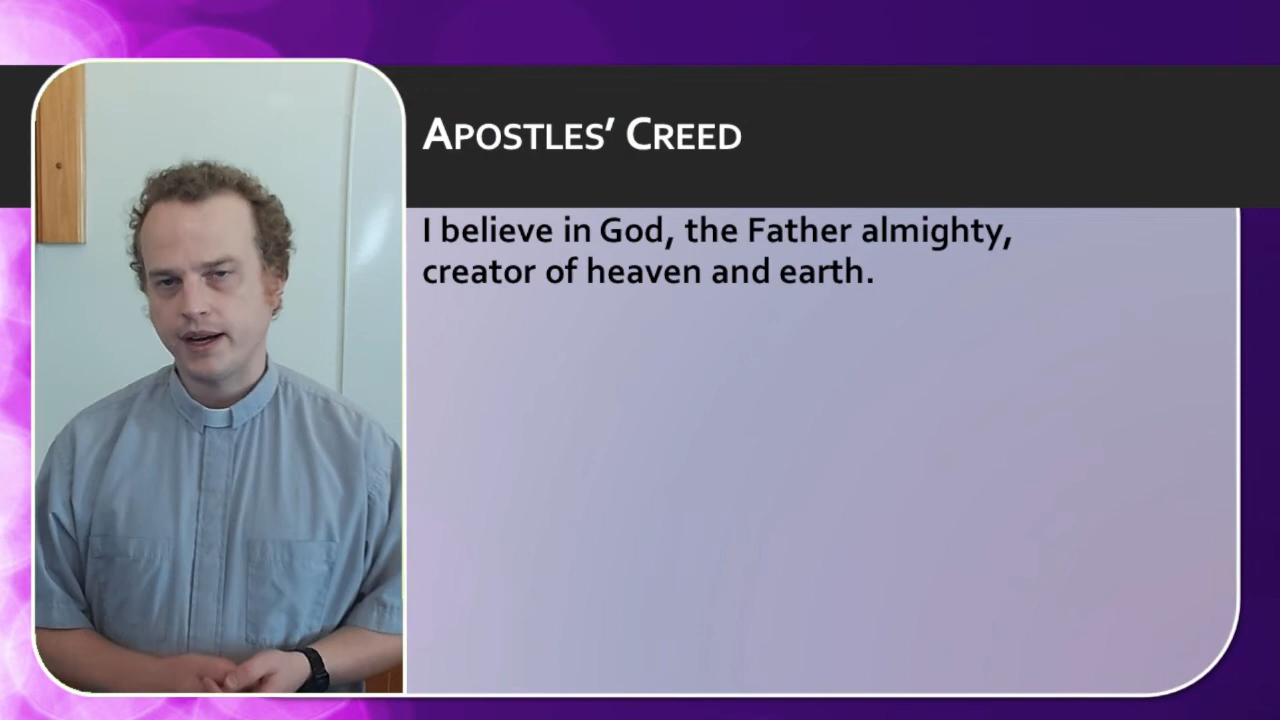 APOSTLES’ CREED
I believe in God, the Father almighty,
creator of heaven and earth.